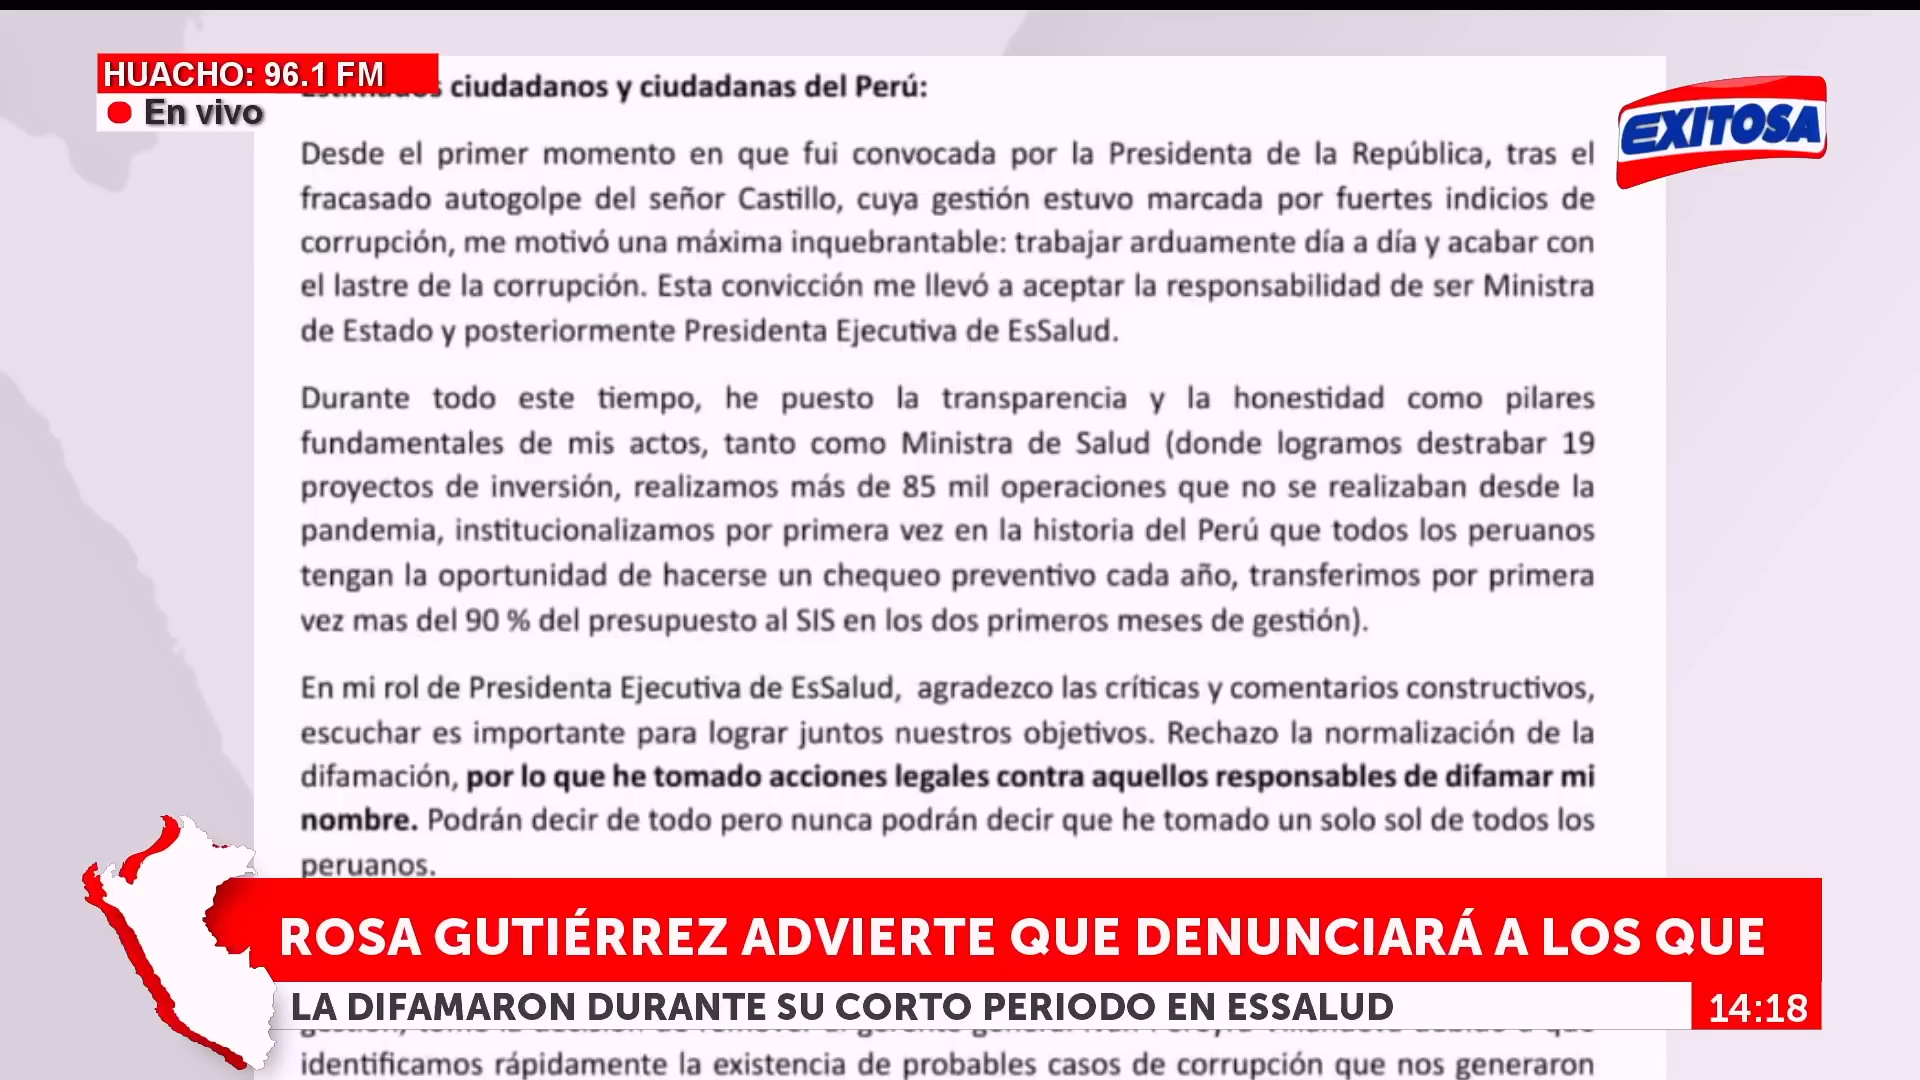 HUACHO: 96.1 FM
En vivo
EXITOSA
ciudadanos y ciudadanas del Perú:
Desde el primer momento en que fui convocada por la Presidenta de la República, tras el
fracasado autogolpe del señor Castillo, cuya gestión estuvo marcada por fuertes indicios de
corrupción, me motivó una máxima inquebrantable: trabajar arduamente día a día y acabar con
el lastre de la corrupción. Esta convicción me llevó a aceptar la responsabilidad de ser Ministra
de Estado y posteriormente Presidenta Ejecutiva de EsSalud.
Durante todo este tiempo, he puesto la transparencia y la honestidad como pilares
fundamentales de mis actos, tanto como Ministra de Salud (donde logramos destrabar 19
proyectos de inversión, realizamos más de 85 mil operaciones que no se realizaban desde la
pandemia, institucionalizamos por primera vez en la historia del Perú que todos los peruanos
tengan la oportunidad de hacerse un chequeo preventivo cada año, transferimos por primera
vez mas del 90 % del presupuesto al SIS en los dos primeros meses de gestión).
En mi rol de Presidenta Ejecutiva de EsSalud, agradezco las críticas y comentarios constructivos,
escuchar es importante para lograr juntos nuestros objetivos. Rechazo la normalización de la
difamación, por lo que he tomado acciones legales contra aquellos responsables de difamar mi
nombre. Podrán decir de todo pero nunca podrán decir que he tomado un solo sol de todos los
peruanos.
ROSA GUTIÉRREZ ADVIERTE QUE DENUNCIARÁ A LOS QUE
LA DIFAMARON DURANTE SU CORTO PERIODO EN ESSALUD
14:18
identificamos rápidamente la existencia de probables casos de corrupción que nos generaron